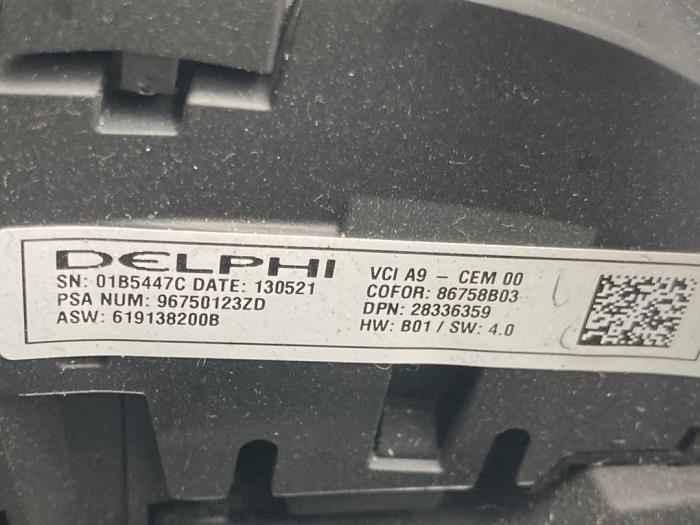 DELPHI
SN: 01B5447C DATE: 130521
PSA NUM: 96750123ZD
ASW: 619138200B
VCI A9 - CEM 00
COFOR: 86758B03
DPN: 28336359
HW: B01 / SW: 4.0